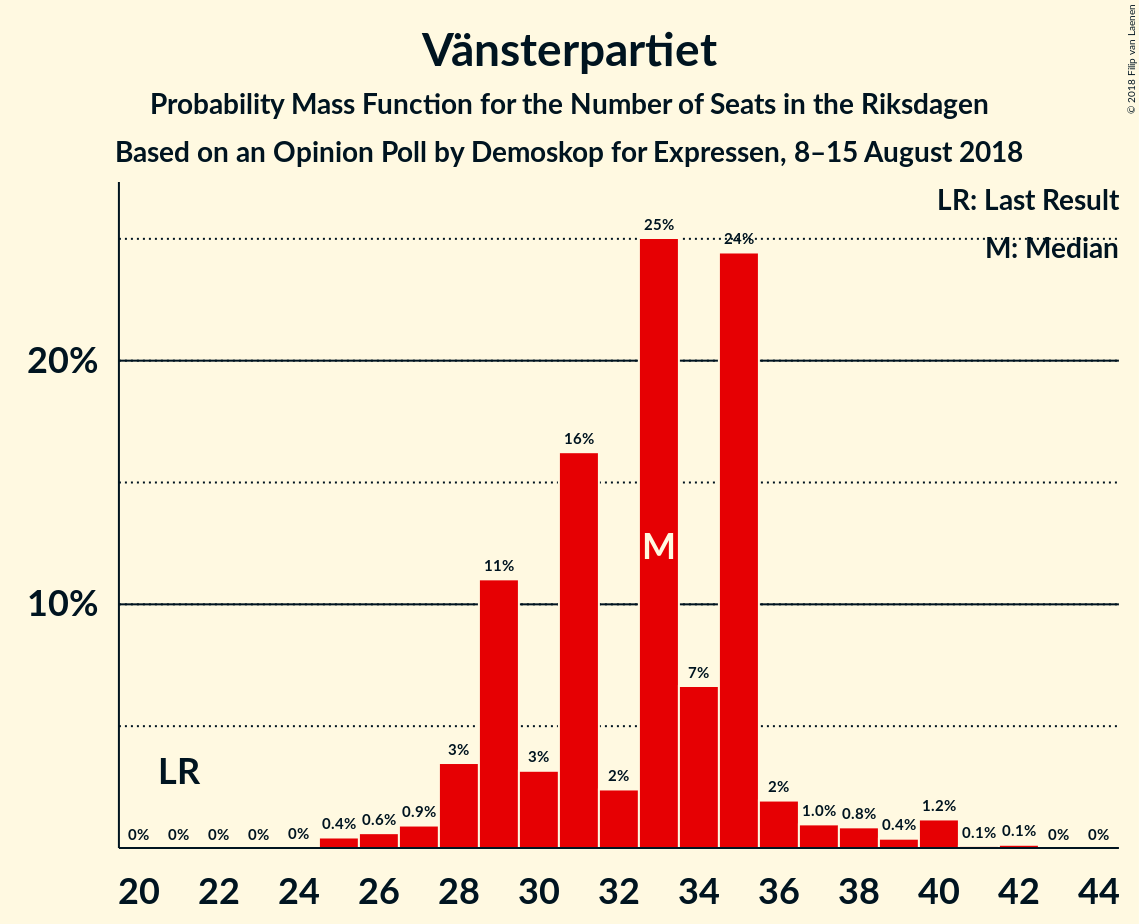 Vänsterpartiet
Probability Mass Function for the Number of Seats in the Riksdagen
Based on an Opinion Poll by Demoskop for Expressen, 8–15 August 2018
© 2018 Filip van Laenen
LR: Last Result
M: Median
25%
24%
20%
16%
M
11%
10%
7%
LR
3%
3%
2%
2%
0% 0% 0% 0% 0% 0.4% 0.6% 0.9% 1.0% 0.8% 0.4% 1.2% 0.1% 0.1% 0% 0%
20 22 24 26 28 30 32 34 36 38 40 42 44